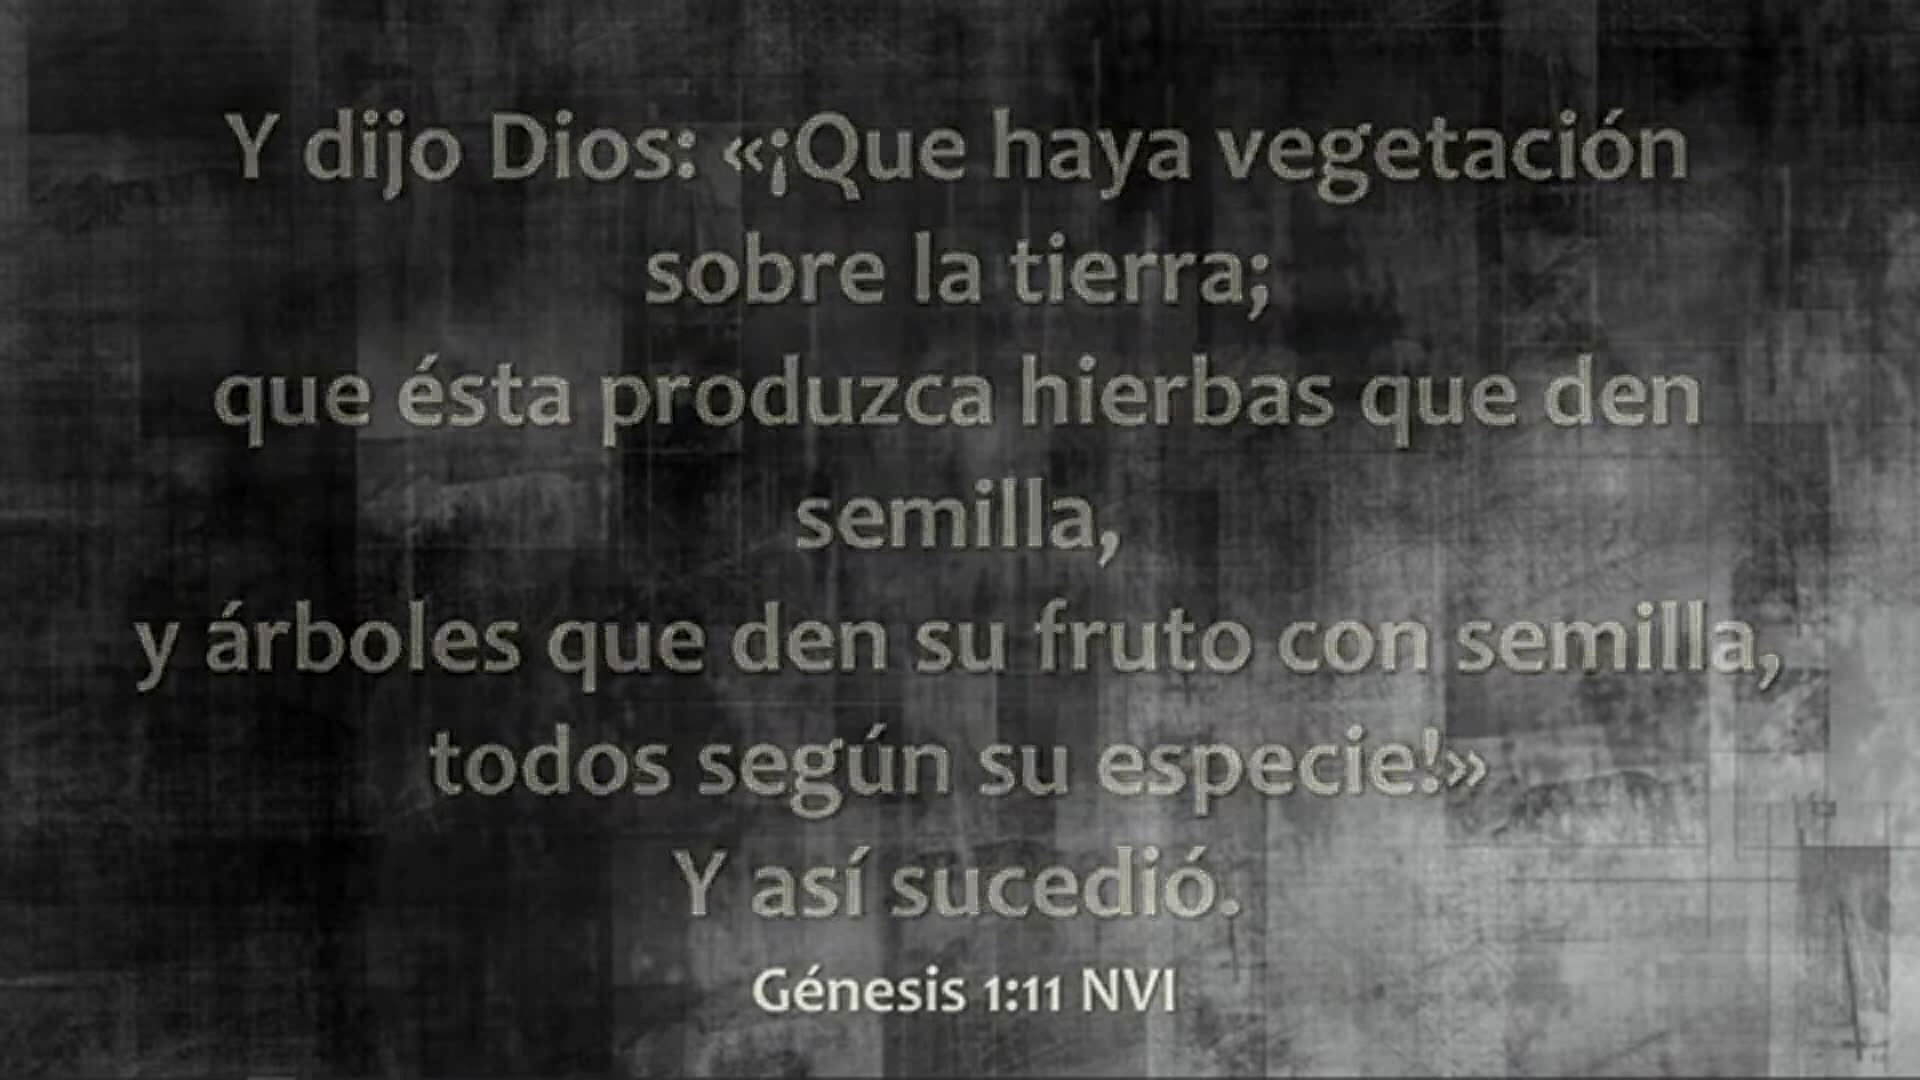 Y dijo Dios: «¡Que haya vegetación
sobre la tierra;
que ésta produzca hierbas que den
semilla,
y árboles que den su fruto con semilla,
todos según su especie!»
Y así sucedió.
Génesis 1:11 NVI